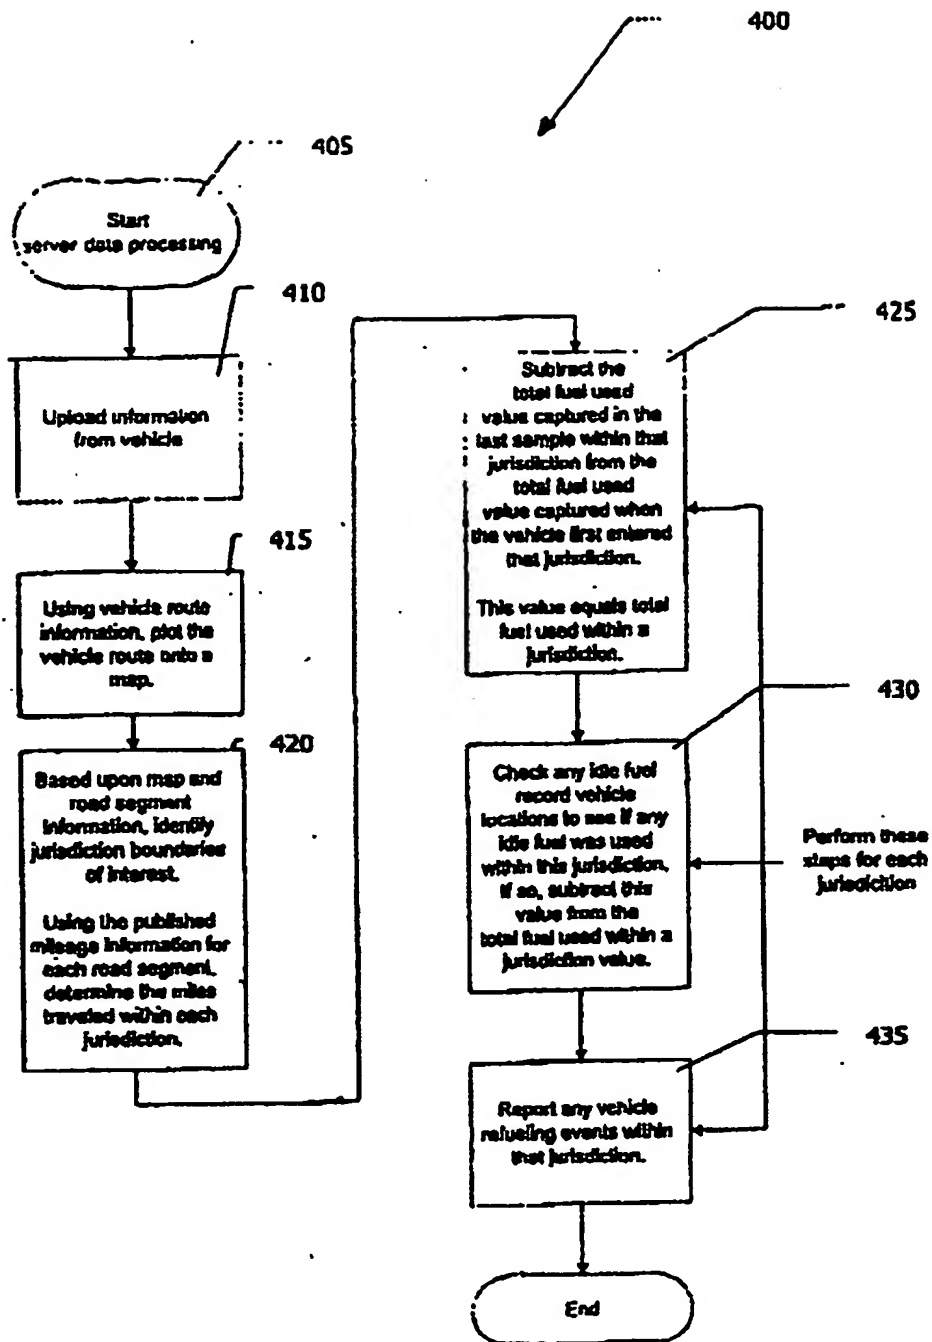 400
405
Start
server data processing
410
Upload information
from vehicle
415
Using vehicle route
information, plot the
vehicle route onto a
map.
420
Based upon map and
road segment
information, identify
jurisdiction boundaries
of interest.
Using the published
mileage information for
each road segment,
determine the miles
traveled within each
jurisdiction.
425
Subtract the
total fuel used
value captured in the
last sample within that
jurisdiction from the
total fuel used
value captured when
the vehicle first entered
that jurisdiction.
This value equals total
fuel used within a
jurisdiction.
430
Check any idle fuel
record vehicle
locations to see if any
idle fuel was used
within this jurisdiction.
If so, subtract this
value from the
total fuel used within a
jurisdiction value.
Perform these
steps for each
jurisdiction
435
Report any vehicle
refueling events within
that jurisdiction.
End